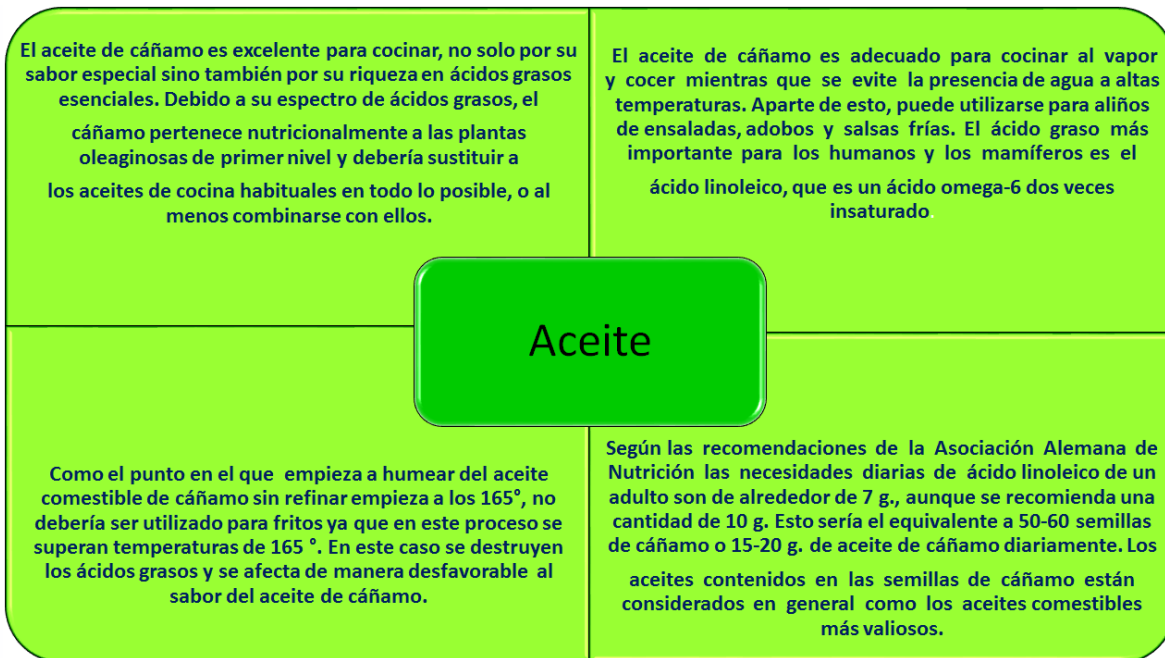 El aceite de cáñamo es excelente para cocinar, no solo por su
sabor especial sino también por su riqueza en ácidos grasos
esenciales. Debido a su espectro de ácidos grasos, el
cáñamo pertenece nutricionalmente a las plantas
oleaginosas de primer nivel y debería sustituir a
los aceites de cocina habituales en todo lo posible, o al
menos combinarse con ellos.
El aceite de cáñamo es adecuado para cocinar al vapor
y cocer mientras que se evite la presencia de agua a altas
temperaturas. Aparte de esto, puede utilizarse para aliños
de ensaladas, adobos y salsas frías. El ácido graso más
importante para los humanos y los mamíferos es el
ácido linoleico, que es un ácido omega-6 dos veces
insaturado.
Aceite
Como el punto en el que empieza a humear del aceite
comestible de cáñamo sin refinar empieza a los 165°, no
debería ser utilizado para fritos ya que en este proceso se
superan temperaturas de 165 °. En este caso se destruyen
los ácidos grasos y se afecta de manera desfavorable al
sabor del aceite de cáñamo.
Según las recomendaciones de la Asociación Alemana de
Nutrición las necesidades diarias de ácido linoleico de un
adulto son de alrededor de 7 g., aunque se recomienda una
cantidad de 10 g. Esto sería el equivalente a 50-60 semillas
de cáñamo o 15-20 g. de aceite de cáñamo diariamente. Los
aceites contenidos en las semillas de cáñamo están
considerados en general como los aceites comestibles
más valiosos.